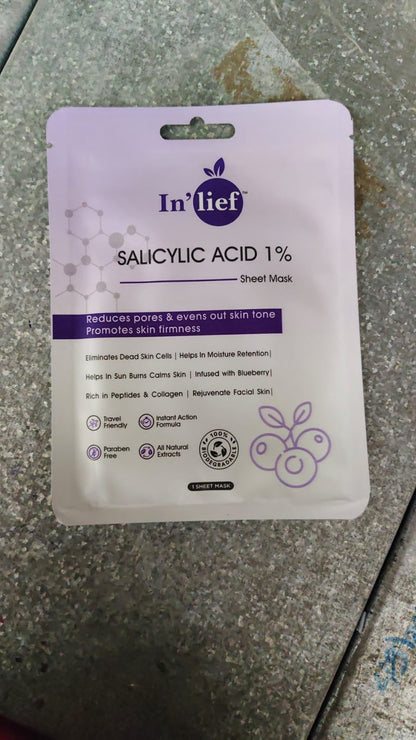 In'lief™
SALICYLIC ACID 1%
Sheet Mask
Reduces pores & evens out skin tone
Promotes skin firmness
Eliminates Dead Skin Cells | Helps In Moisture Retention|
Helps In Sun Burns Calms Skin | Infused with Blueberry|
Rich in Peptides & Collagen | Rejuvenate Facial Skin|
Travel Friendly
Instant Action Formula
Paraben Free
All Natural Extracts
100% BIODEGRADABLE
1 SHEET MASK